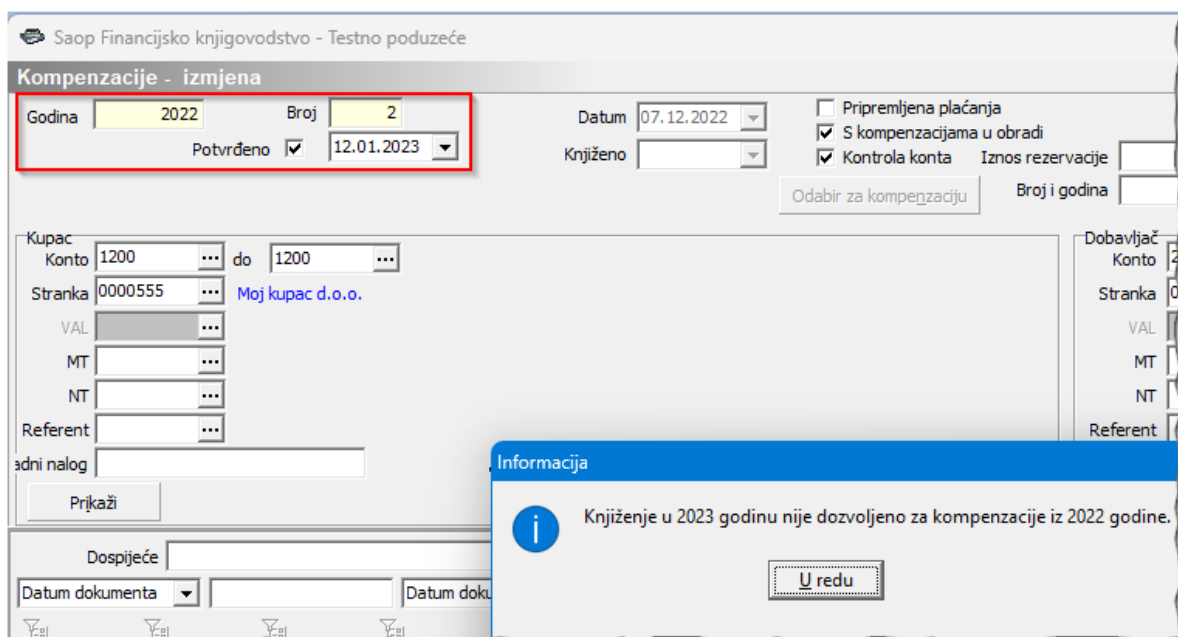 Saop Financijsko knjigovodstvo - Testno poduzeće
Kompenzacije - izmjena
Godina 2022 Broj 2 Datum 07.12.2022 Pripremljena plaćanja
S kompenzacijama u obradi
Potvrđeno 12.01.2023 Knjiženo Kontrola konta Iznos rezervacije
Odabir za kompenzaciju Broj i godina
Kupac Dobavljač
Konto 1200 ... do 1200 ... Konto
Stranka 0000555 ... Moj kupac d.o.o. Stranka
VAL ... VAL
MT ... MT
NT ... NT
Referent ... Referent
adni nalog
Prikaži
Informacija
Knjiženje u 2023 godinu nije dozvoljeno za kompenzacije iz 2022 godine.
U redu
Dospijeće
Datum dokumenta Datum doku